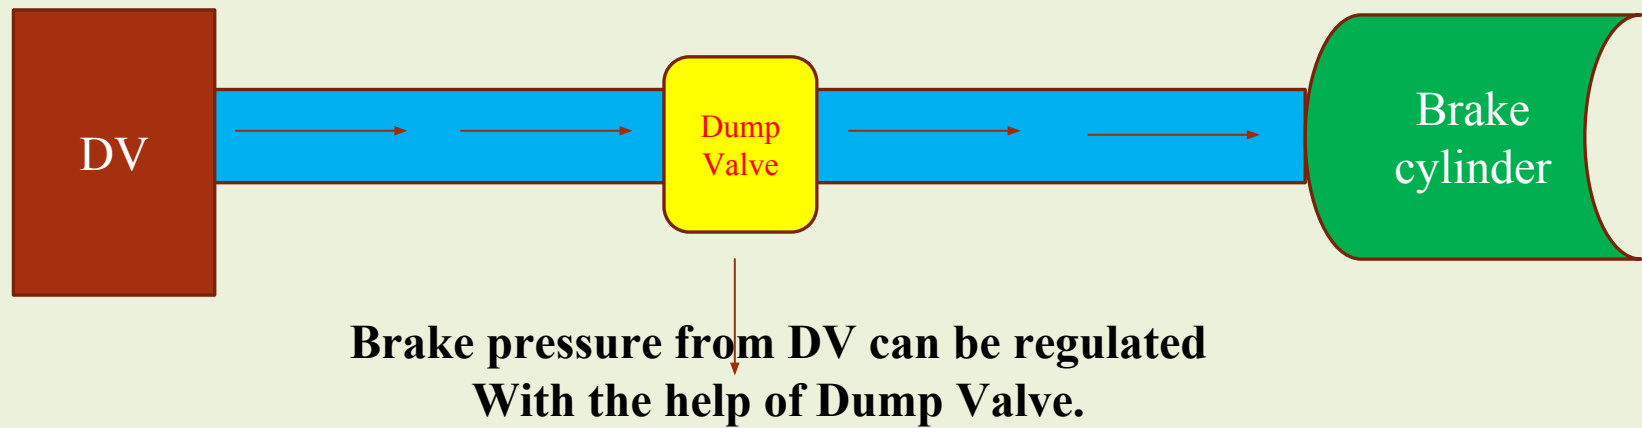 DV
Dump
Valve
Brake
cylinder
Brake pressure from DV can be regulated
With the help of Dump Valve.